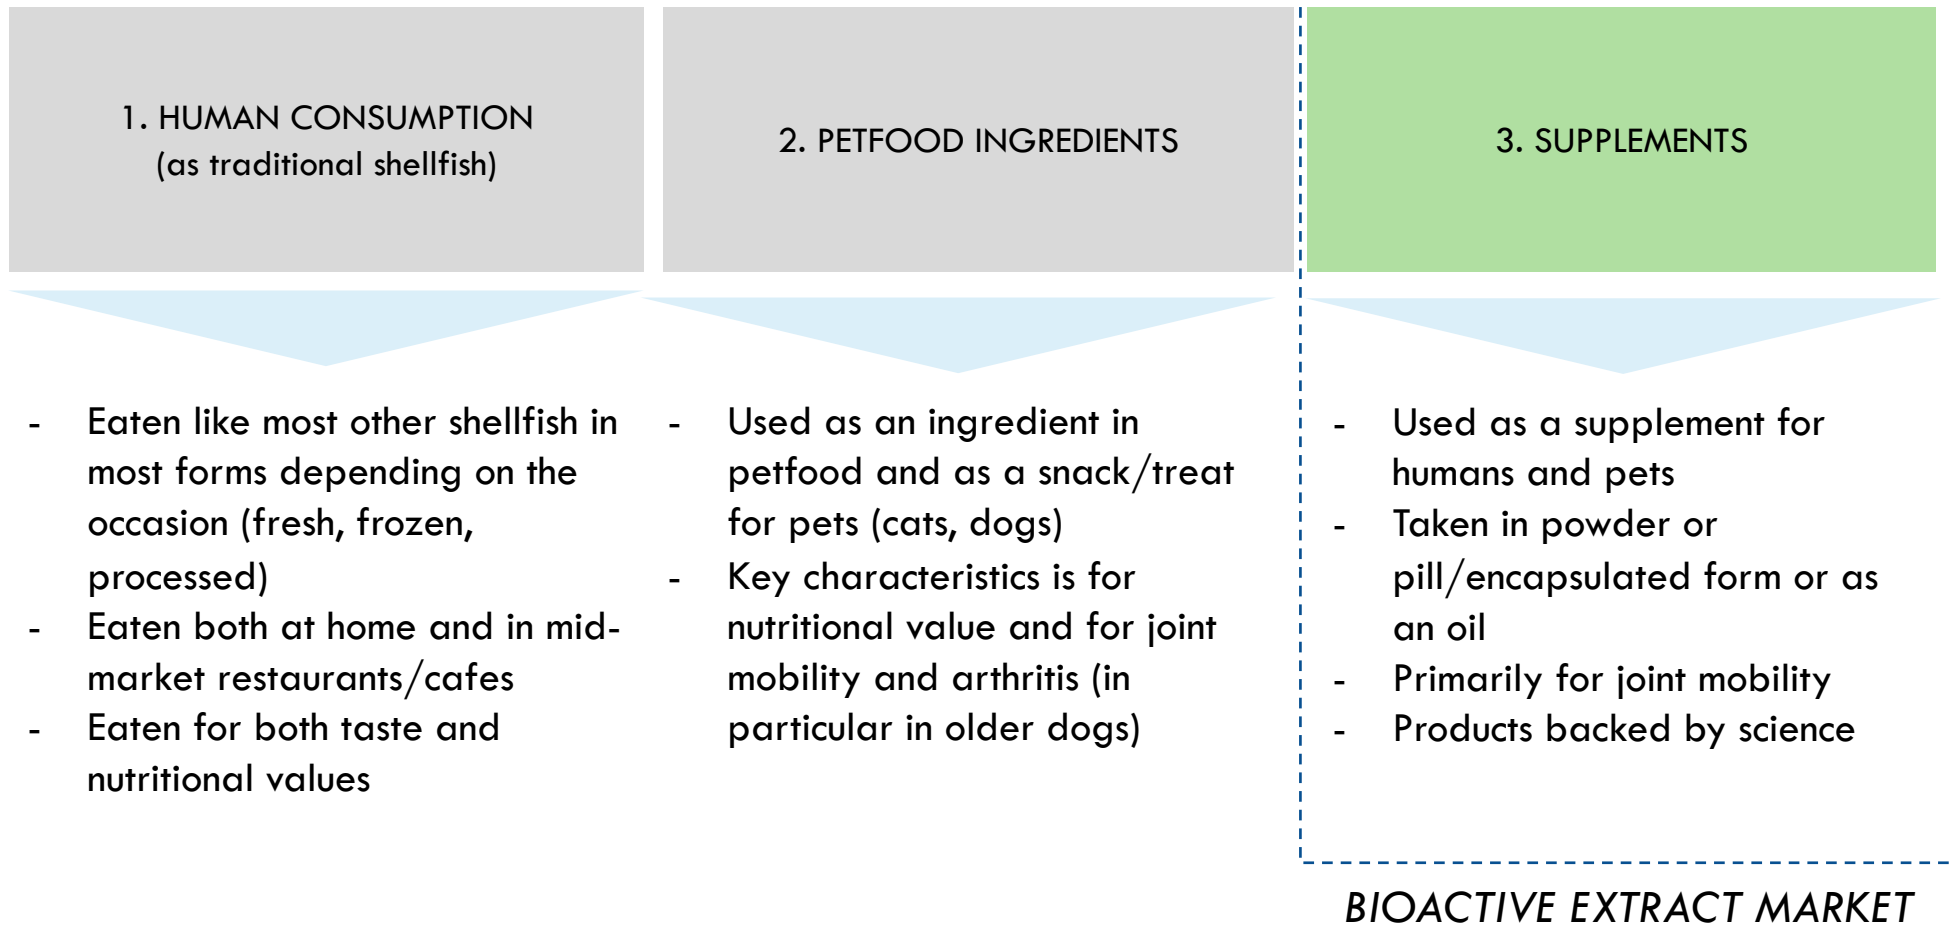 1. HUMAN CONSUMPTION
(as traditional shellfish)
- Eaten like most other shellfish in
most forms depending on the
occasion (fresh, frozen,
processed)
- Eaten both at home and in mid-
market restaurants/cafes
- Eaten for both taste and
nutritional values
2. PETFOOD INGREDIENTS
- Used as an ingredient in
petfood and as a snack/treat
for pets (cats, dogs)
- Key characteristics is for
nutritional value and for joint
mobility and arthritis (in
particular in older dogs)
3. SUPPLEMENTS
- Used as a supplement for
humans and pets
- Taken in powder or
pill/encapsulated form or as
an oil
- Primarily for joint mobility
- Products backed by science
BIOACTIVE EXTRACT MARKET